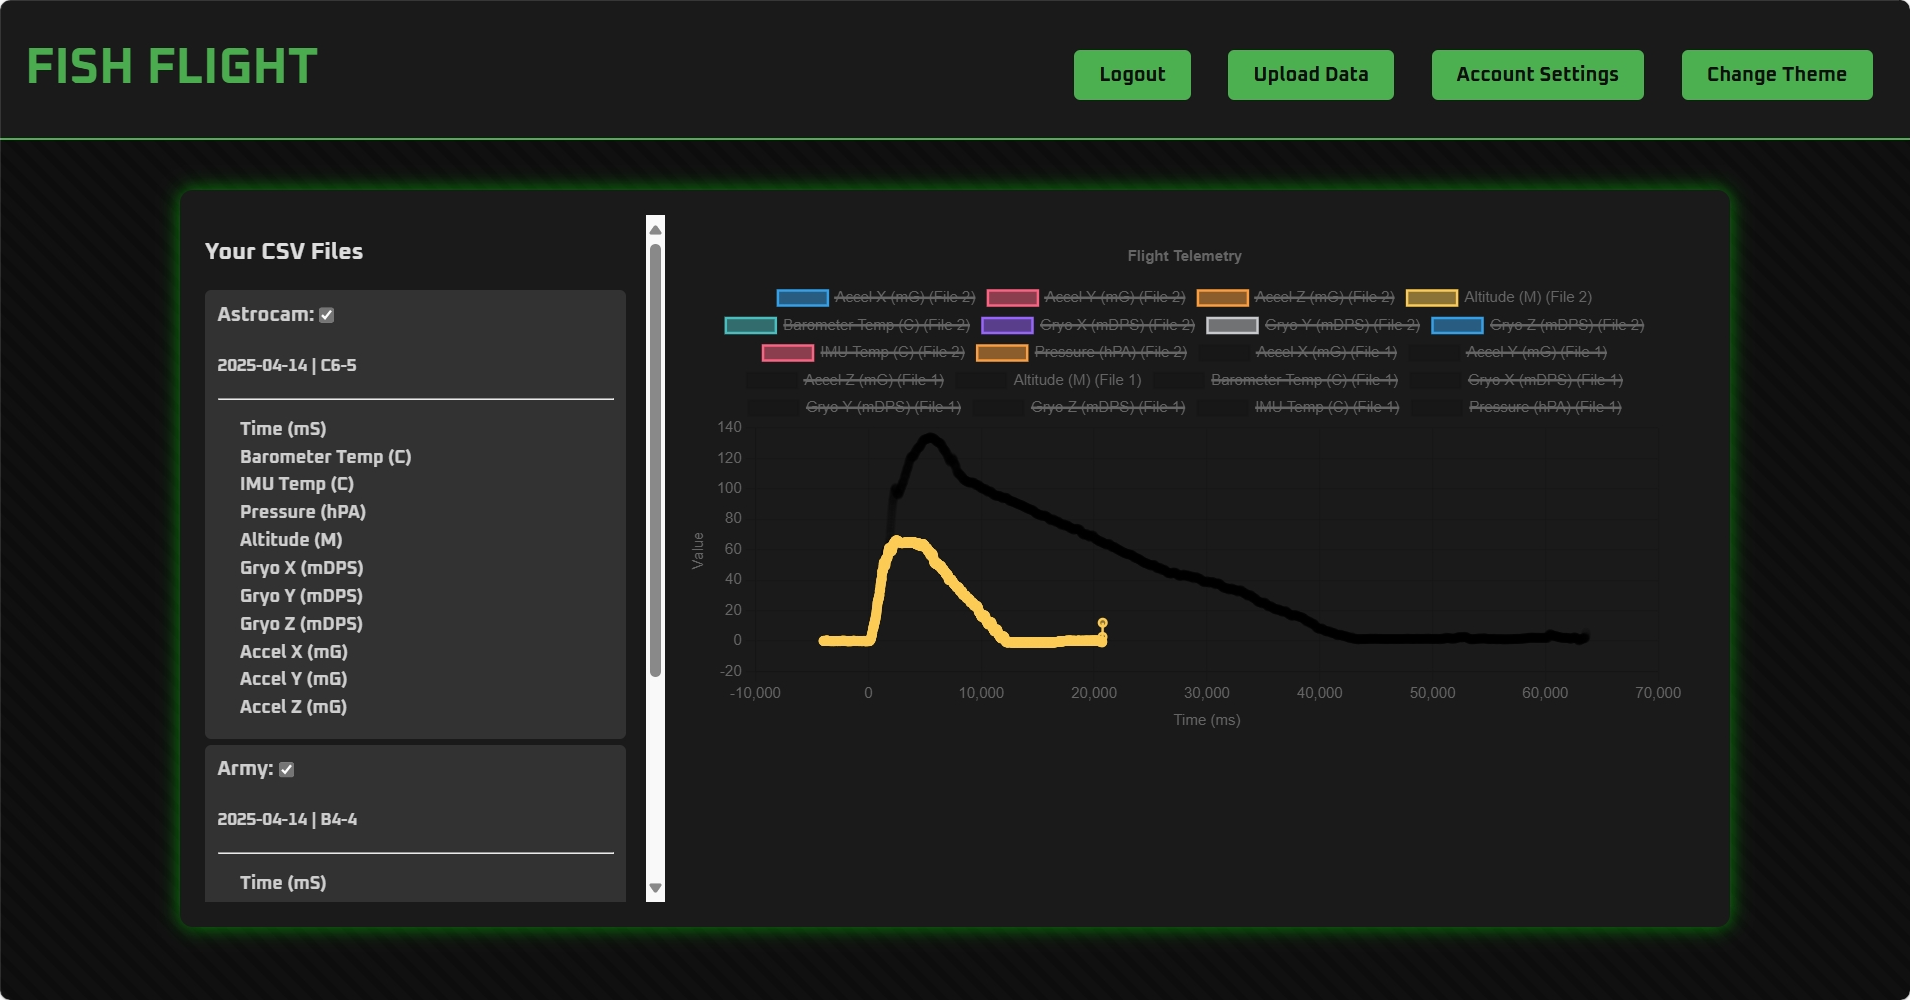 FISH FLIGHT
Logout
Upload Data
Account Settings
Change Theme
Your CSV Files
Astrocam:
2025-04-14 | C6-5
Time (mS)
Barometer Temp (C)
IMU Temp (C)
Pressure (hPA)
Altitude (M)
Gryo X (mDPS)
Gryo Y (mDPS)
Gryo Z (mDPS)
Accel X (mG)
Accel Y (mG)
Accel Z (mG)
Army:
2025-04-14 | B4-4
Time (mS)
Flight Telemetry
Accel X (mG) (File 2) Accel Y (mG) (File 2) Accel Z (mG) (File 2) Altitude (M) (File 2)
Barometer Temp (C) (File 2) Gryo X (mDPS) (File 2) Gryo Y (mDPS) (File 2) Gryo Z (mDPS) (File 2)
IMU Temp (C) (File 2) Pressure (hPA) (File 2) Accel X (mG) (File 1) Accel Y (mG) (File 1)
Accel Z (mG) (File 1) Altitude (M) (File 1) Barometer Temp (C) (File 1) Gryo X (mDPS) (File 1)
Gryo Y (mDPS) (File 1) Gryo Z (mDPS) (File 1) IMU Temp (C) (File 1) Pressure (hPA) (File 1)
Value
140
120
100
80
60
40
20
0
-20
-10,000 0 10,000 20,000 30,000 40,000 50,000 60,000 70,000
Time (ms)